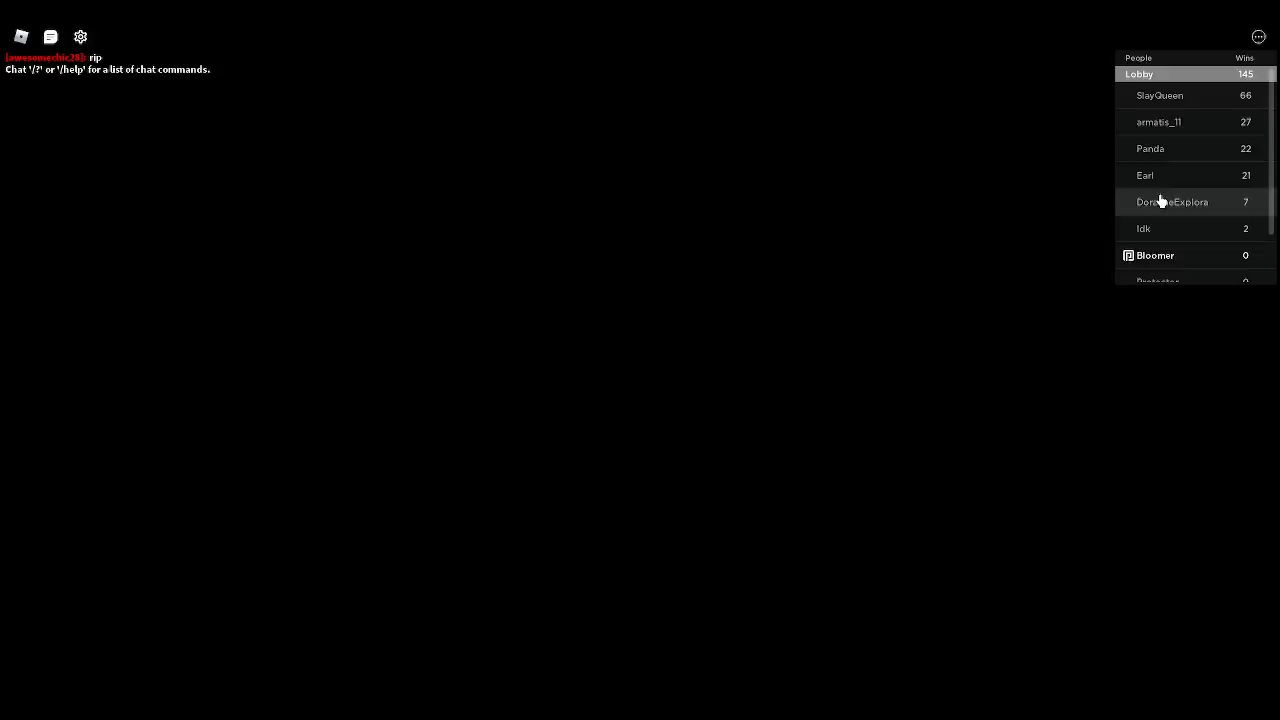 [awesomechic28]: rip
Chat '/?' or '/help' for a list of chat commands.
People Wins
Lobby 145
SlayQueen 66
armatis_11 27
Panda 22
Earl 21
7
Idk 2
Bloomer 0